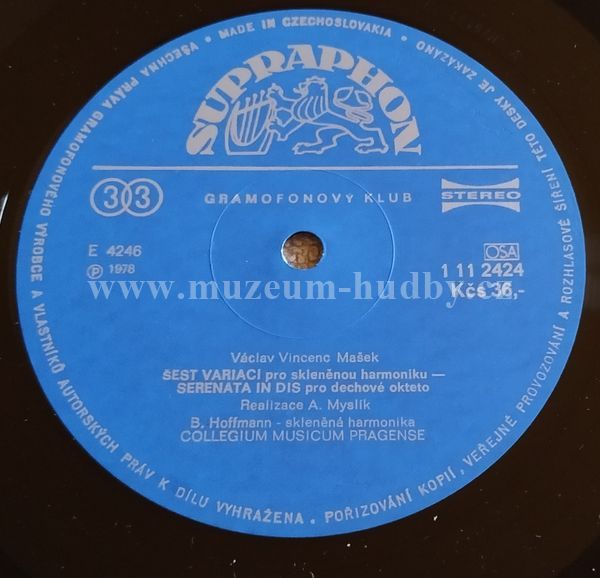 VŠECHNA PRÁVA GRAMOFONOVÉHO VÝROBCE A VLASTNÍKŮ AUTORSKÝCH PRÁV K DÍLU VYHRAŽENA • POŘIZOVÁNÍ KOPIÍ, VEŘEJNÉ PROVOZOVÁNÍ A ROZHLASOVÉ ŠÍŘENÍ TÉTO DESKY JE ZAKÁZÁNO • MADE IN CZECHOSLOVAKIA •
SUPRAPHON
33
GRAMOFONOVÝ KLUB
STEREO
E 4246
Ⓟ 1978
OSA
1 11 2424
Kčs 36,-
www.muzeum-hudby.cz
Václav Vincenc Mašek
ŠEST VARIACÍ pro skleněnou harmoniku —
SERENATA IN DIS pro dechové okteto
Realizace A. Myslík
B. Hoffmann - skleněná harmonika
COLLEGIUM MUSICUM PRAGENSE